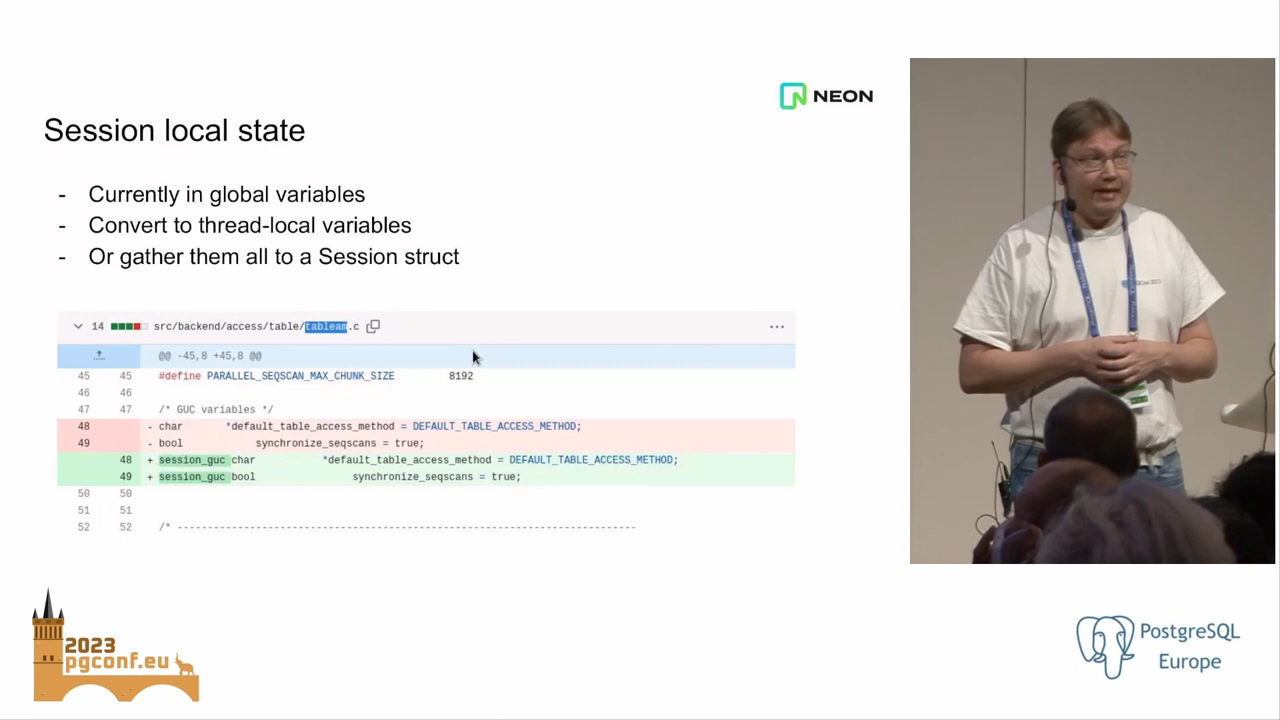 NEON
Session local state
- Currently in global variables
- Convert to thread-local variables
- Or gather them all to a Session struct
14 src/backend/access/table/tableam.c
@@ -45,8 +45,8 @@
45 45 #define PARALLEL_SEQSCAN_MAX_CHUNK_SIZE 8192
46 46
47 47 /* GUC variables */
48 - char *default_table_access_method = DEFAULT_TABLE_ACCESS_METHOD;
49 - bool synchronize_seqscans = true;
48 + session_guc char *default_table_access_method = DEFAULT_TABLE_ACCESS_METHOD;
49 + session_guc bool synchronize_seqscans = true;
50 50
51 51
52 52 /* -------------------------------------------------------------------------
2023
pgconf.eu
PostgreSQL
Europe